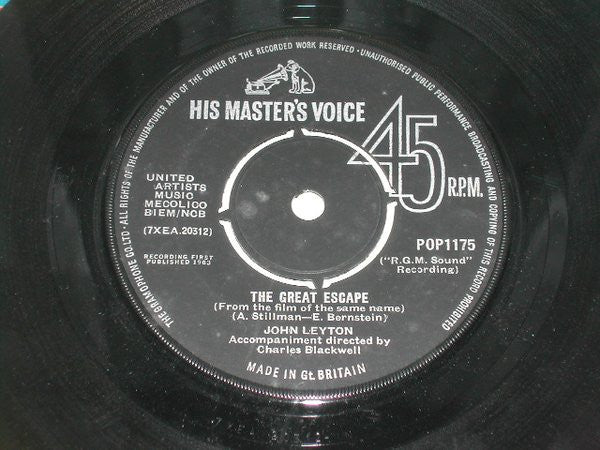 THE GRAMOPHONE CO. LTD · ALL RIGHTS OF THE MANUFACTURER AND OF THE OWNER OF THE RECORDED WORK RESERVED · UNAUTHORISED PUBLIC PERFORMANCE BROADCASTING AND COPYING OF THIS RECORD PROHIBITED
HIS MASTER'S VOICE
45
R.P.M.
UNITED
ARTISTS
MUSIC
MECOLICO
BIEM/NCB
(7XEA.20312)
RECORDING FIRST
PUBLISHED 1963
POP1175
("R.G.M. Sound"
Recording)
THE GREAT ESCAPE
(From the film of the same name)
(A. Stillman—E. Bernstein)
JOHN LEYTON
Accompaniment directed by
Charles Blackwell
MADE IN Gt. BRITAIN